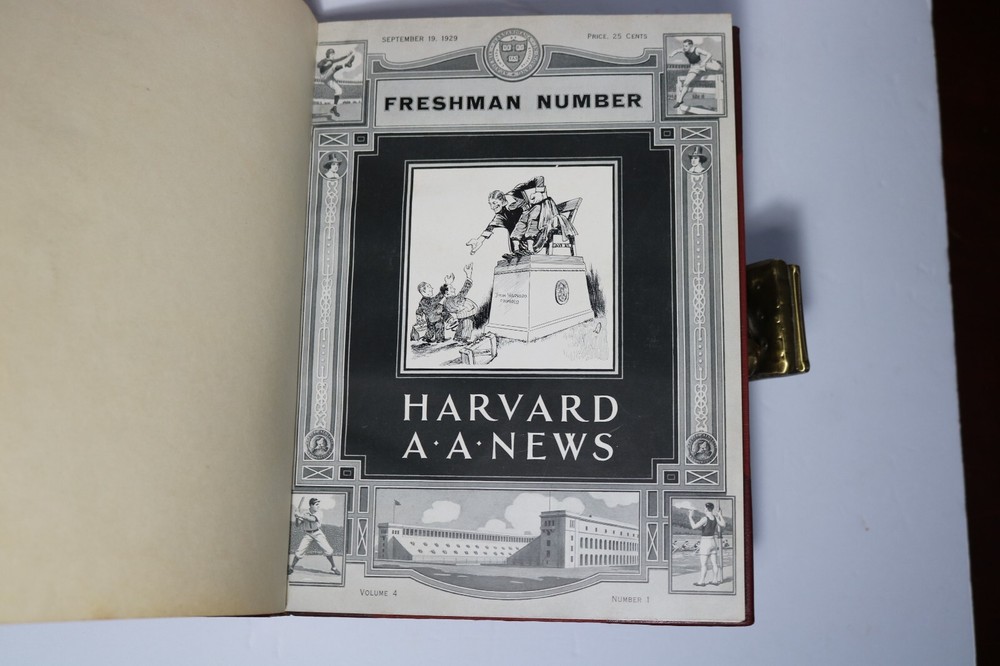 SEPTEMBER 19, 1929
PRICE, 25 CENTS
FRESHMAN NUMBER
HARVARD
A·A·NEWS
VOLUME 4
NUMBER 1